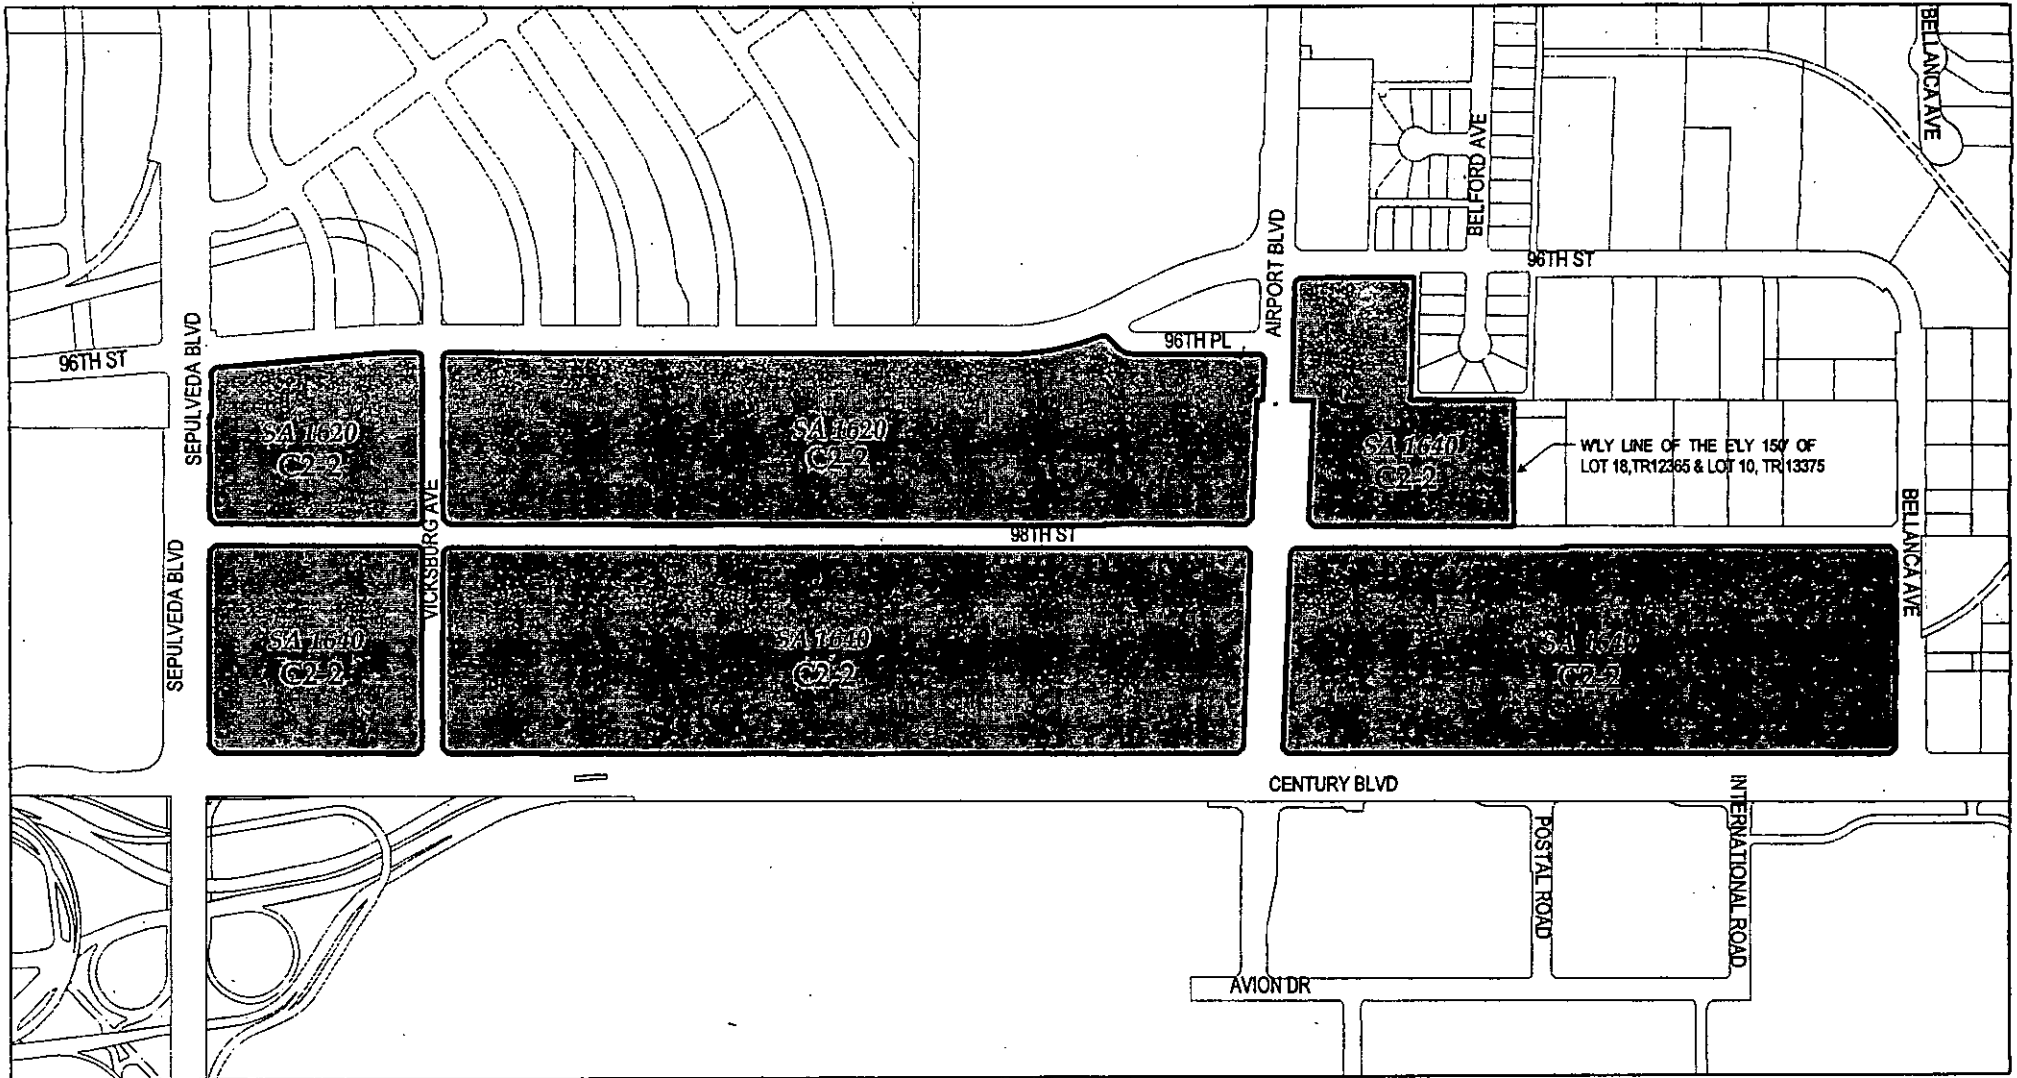 BELLANCA AVE
BELFORD AVE
AIRPORT BLVD
96TH ST
SEPULVEDA BLVD
96TH ST
96TH PL
SA 1620
C2-2
SA 1620
C2-2
SA 1640
C2-2
W'LY LINE OF THE E'LY 150' OF
LOT 18,TR12365 & LOT 10, TR 13375
VICKSBURG AVE
98TH ST
BELLANCA AVE
SEPULVEDA BLVD
SA 1640
C2-2
SA 1640
C2-2
SA 1640
C2-2
CENTURY BLVD
INTERNATIONAL ROAD
POSTAL ROAD
AVION DR